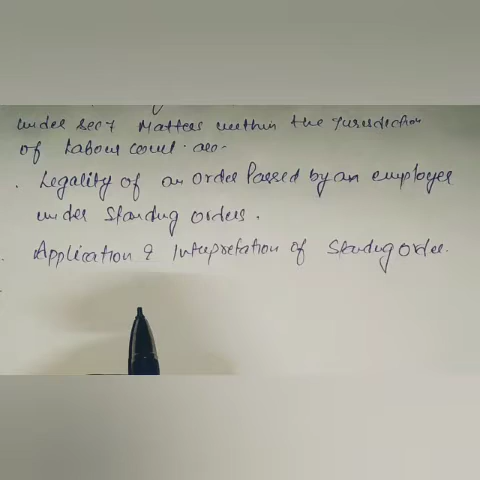 under sec 7 Matters within the Jurisdiction
of Labour court are-
. Legality of an order Passed by an employer
under Standing orders.
. Application & Interpretation of Standing Order.